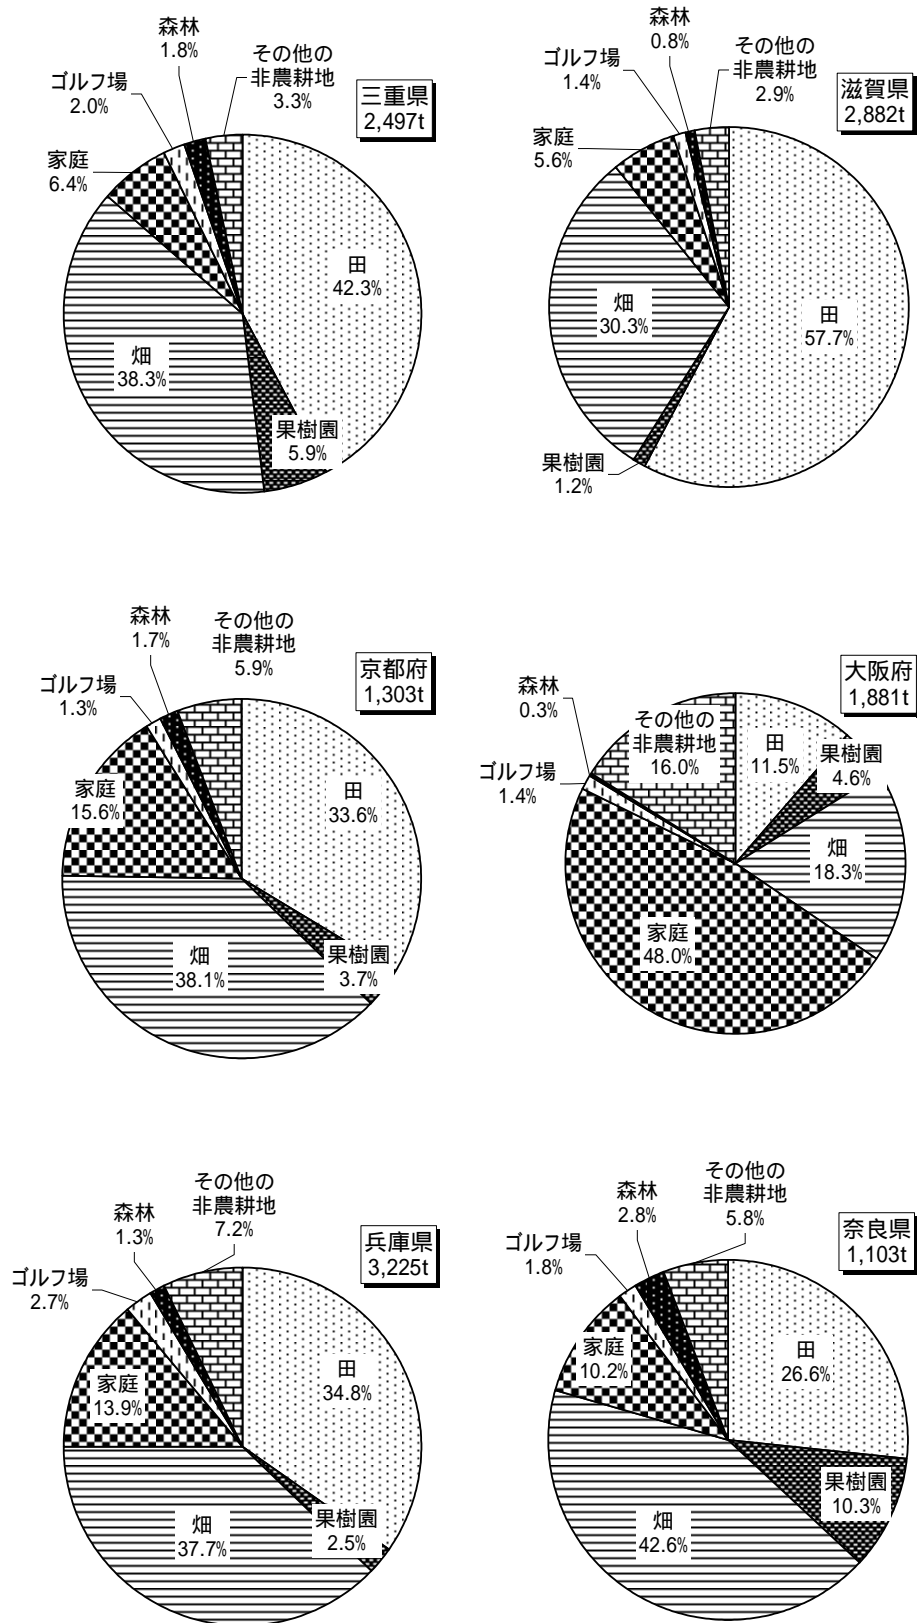 森林
1.8%
その他の
非農耕地
3.3%
ゴルフ場
2.0%
三重県
2,497t
家庭
6.4%
田
42.3%
畑
38.3%
果樹園
5.9%
森林
0.8%
その他の
非農耕地
2.9%
ゴルフ場
1.4%
滋賀県
2,882t
家庭
5.6%
畑
30.3%
田
57.7%
果樹園
1.2%
森林
1.7%
その他の
非農耕地
5.9%
ゴルフ場
1.3%
京都府
1,303t
家庭
15.6%
田
33.6%
畑
38.1%
果樹園
3.7%
森林
0.3%
その他の
非農耕地
16.0%
大阪府
1,881t
ゴルフ場
1.4%
田
11.5%
果樹園
4.6%
畑
18.3%
家庭
48.0%
森林
1.3%
その他の
非農耕地
7.2%
ゴルフ場
2.7%
兵庫県
3,225t
家庭
13.9%
田
34.8%
畑
37.7%
果樹園
2.5%
森林
2.8%
その他の
非農耕地
5.8%
ゴルフ場
1.8%
奈良県
1,103t
家庭
10.2%
田
26.6%
果樹園
10.3%
畑
42.6%